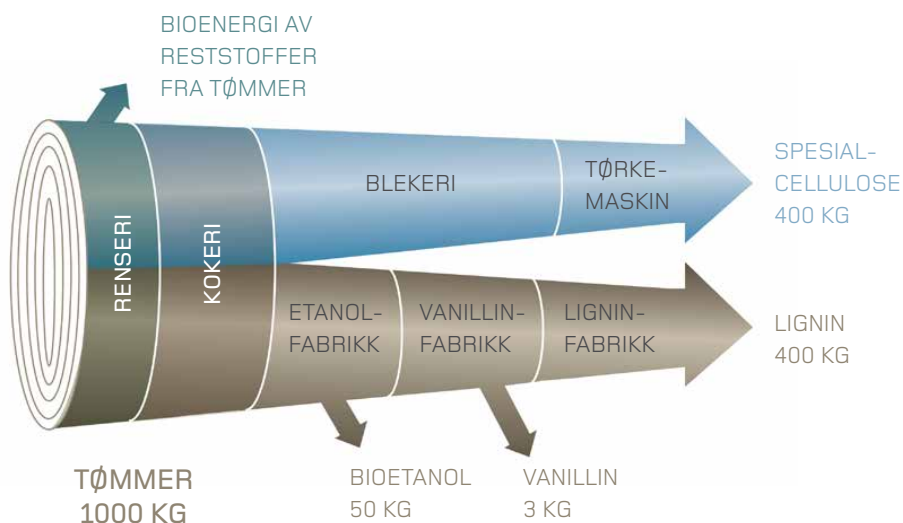 BIOENERGI AV
RESTSTOFFER
FRA TØMMER
RENSERI
KOKERI
BLEKERI
TØRKE-
MASKIN
SPESIAL-
CELLULOSE
400 KG
ETANOL-
FABRIKK
VANILLIN-
FABRIKK
LIGNIN-
FABRIKK
LIGNIN
400 KG
TØMMER
1000 KG
BIOETANOL
50 KG
VANILLIN
3 KG